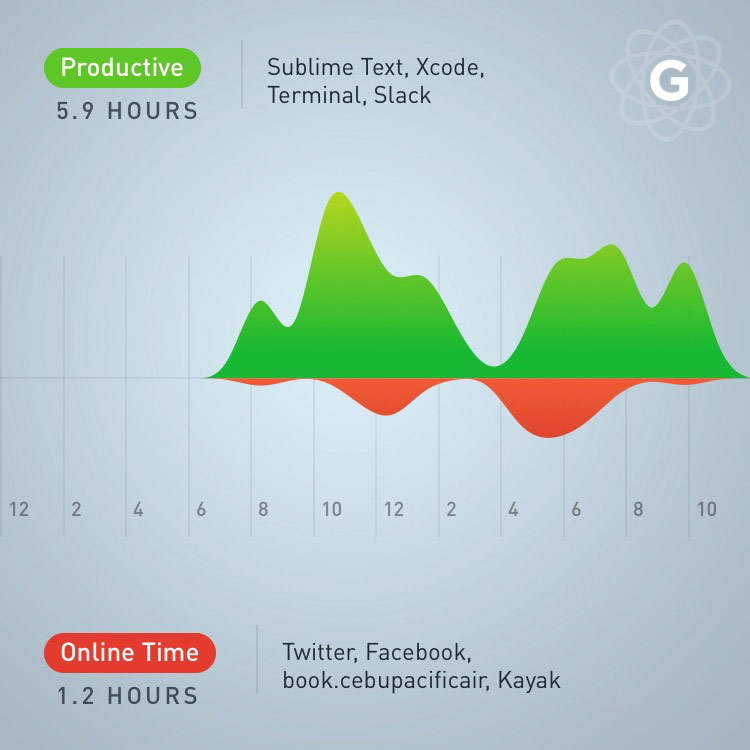 Productive
5.9 HOURS
Sublime Text, Xcode,
Terminal, Slack
G
12 2 4 6 8 10 12 2 4 6 8 10
Online Time
1.2 HOURS
Twitter, Facebook,
book.cebupacificair, Kayak